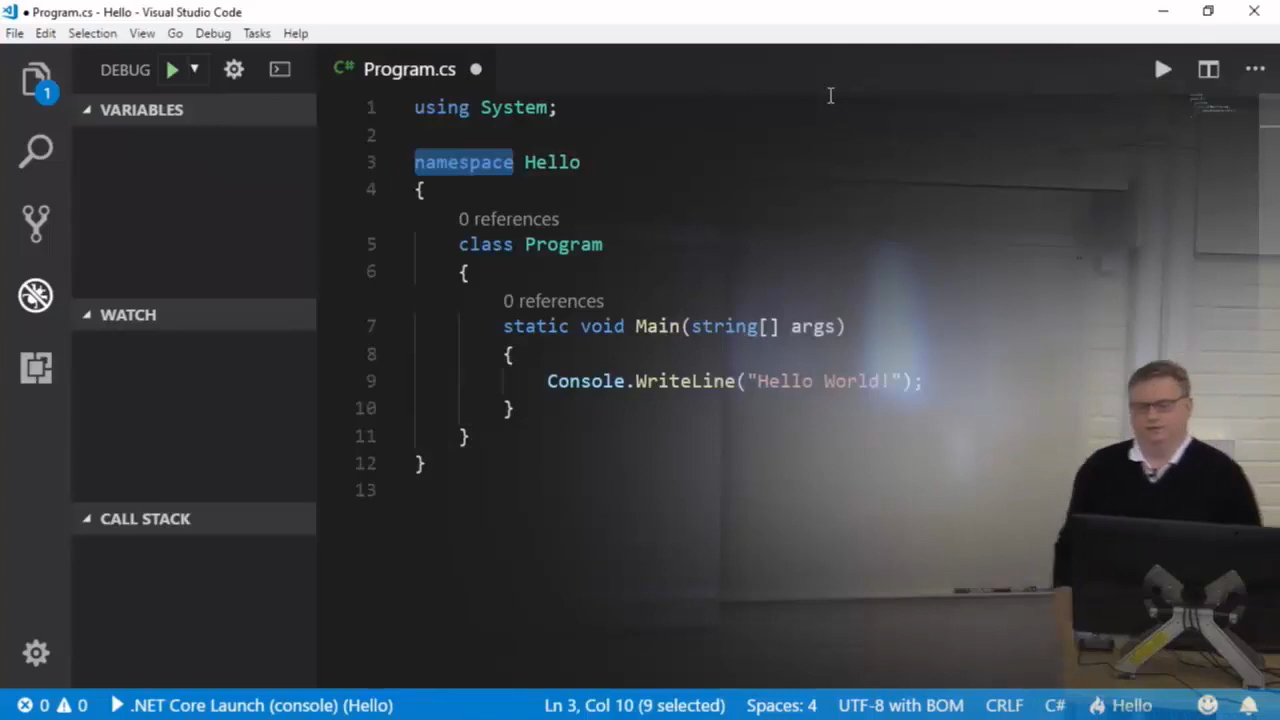 ● Program.cs - Hello - Visual Studio Code
File Edit Selection View Go Debug Tasks Help
1
DEBUG
C# Program.cs
VARIABLES
WATCH
CALL STACK
1 using System;
2
3 namespace Hello
4 {
0 references
5 class Program
6 {
0 references
7 static void Main(string[] args)
8 {
9 Console.WriteLine("Hello World!");
10 }
11 }
12 }
13
0 0 .NET Core Launch (console) (Hello) Ln 3, Col 10 (9 selected) Spaces: 4 UTF-8 with BOM CRLF C# Hello